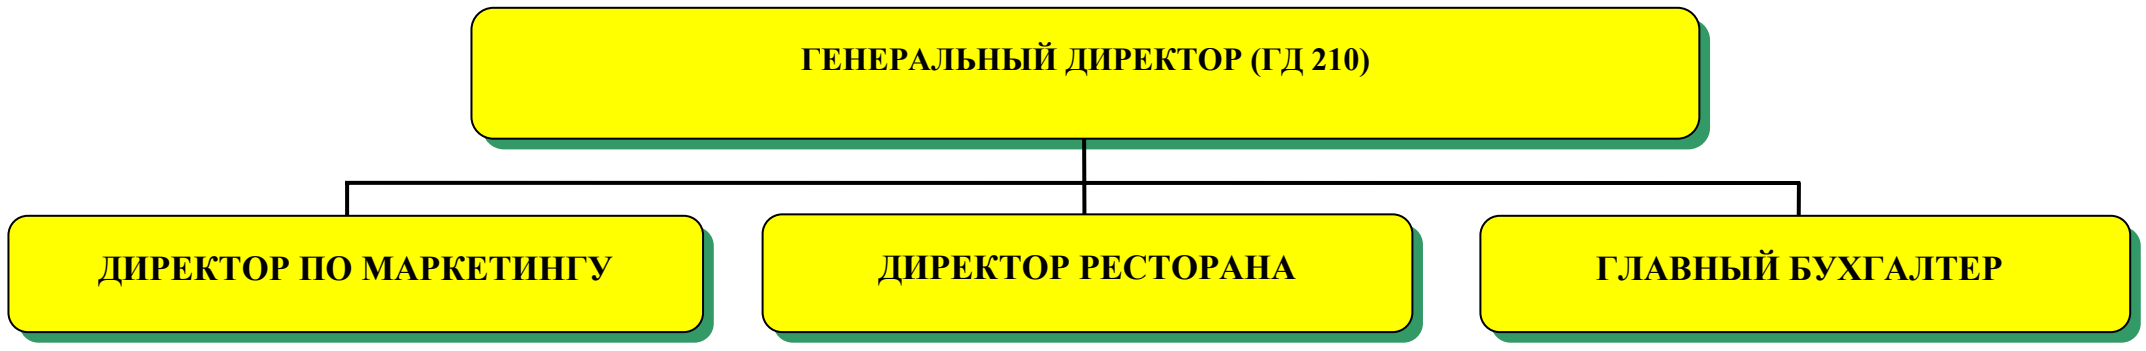 ГЕНЕРАЛЬНЫЙ ДИРЕКТОР (ГД 210)
ДИРЕКТОР ПО МАРКЕТИНГУ
ДИРЕКТОР РЕСТОРАНА
ГЛАВНЫЙ БУХГАЛТЕР